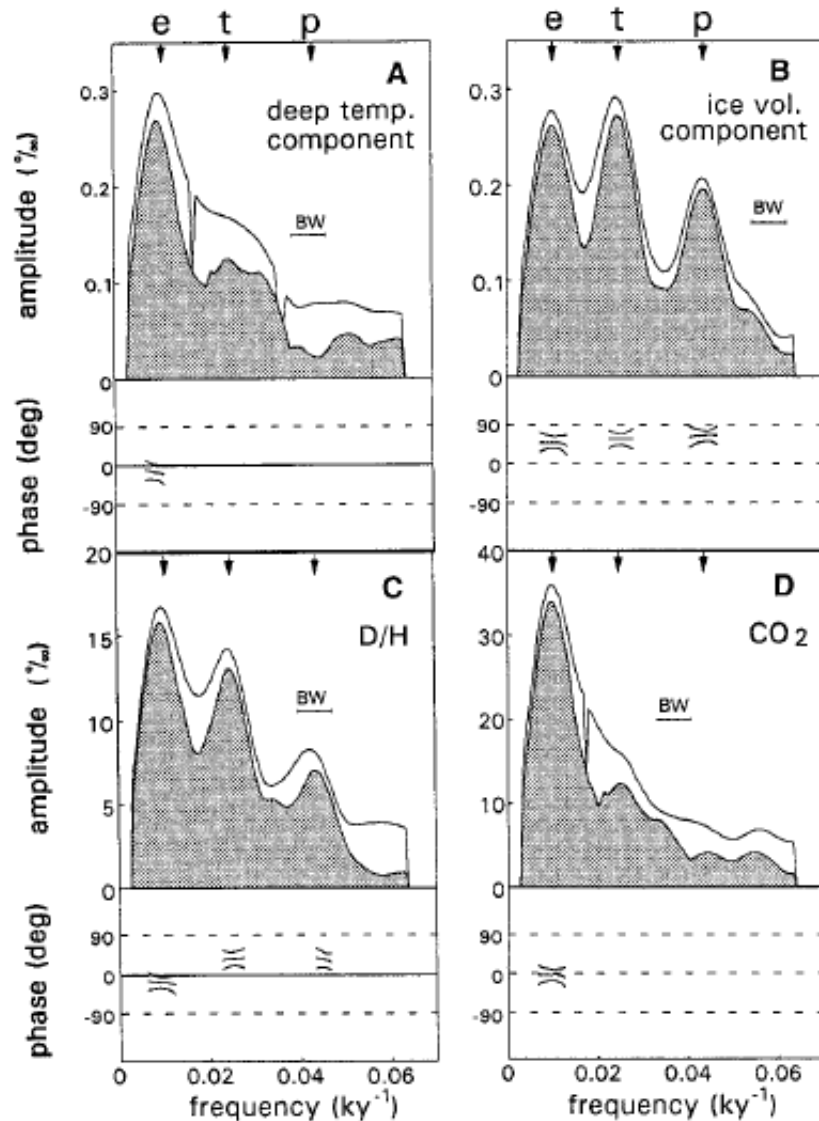 e t p
e t p
A
deep temp.
component
BW
amplitude (‰)
0.3
0.2
0.1
0
phase (deg)
90
0
-90
B
ice vol.
component
BW
0.3
0.2
0.1
0
90
0
-90
C
D/H
BW
amplitude (‰)
20
15
10
5
0
phase (deg)
90
0
-90
0 0.02 0.04 0.06
frequency (ky⁻¹)
D
CO₂
BW
40
30
20
10
0
90
0
-90
0 0.02 0.04 0.06
frequency (ky⁻¹)